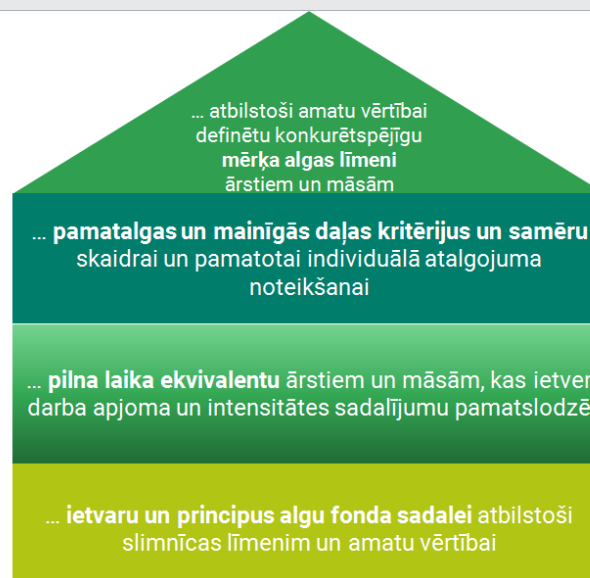 ... atbilstoši amatu vērtībai
definētu konkurētspējīgu
mērķa algas līmeni
ārstiem un māsām
... pamatalgas un mainīgās daļas kritērijus un samēru
skaidrai un pamatotai individuālā atalgojuma
noteikšanai
... pilna laika ekvivalentu ārstiem un māsām, kas ietver
darba apjoma un intensitātes sadalījumu pamatslodzē
... ietvaru un principus algu fonda sadalei atbilstoši
slimnīcas līmenim un amatu vērtībai